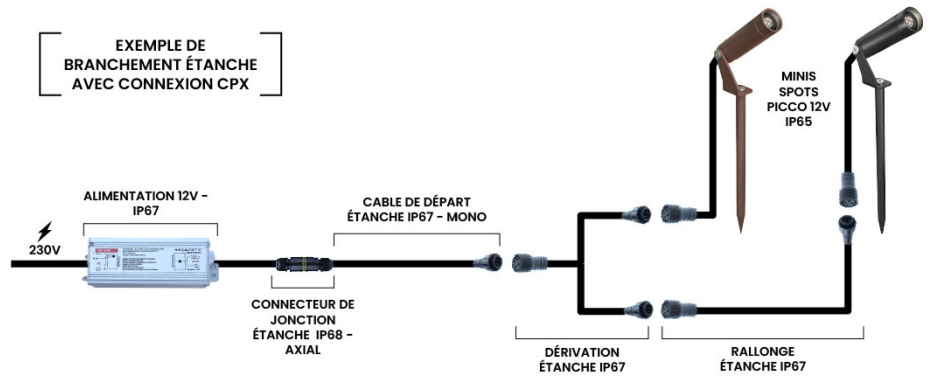 EXEMPLE DE
BRANCHEMENT ÉTANCHE
AVEC CONNEXION CPX
MINIS
SPOTS
PICCO 12V
IP65
ALIMENTATION 12V -
IP67
230V
CABLE DE DÉPART
ÉTANCHE IP67 - MONO
CONNECTEUR DE
JONCTION
ÉTANCHE IP68 -
AXIAL
DÉRIVATION
ÉTANCHE IP67
RALLONGE
ÉTANCHE IP67